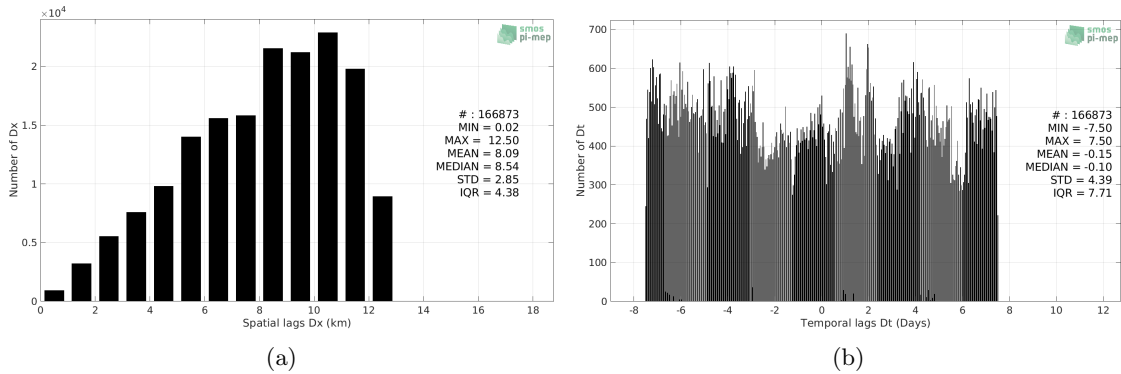 ×10⁴
2
1.5
1
0.5
0
Number of Dx
0 2 4 6 8 10 12 14 16 18
Spatial lags Dx (km)
smos
pi-mep
# : 166873
MIN = 0.02
MAX = 12.50
MEAN = 8.09
MEDIAN = 8.54
STD = 2.85
IQR = 4.38
(a)
700
600
500
400
300
200
100
0
Number of Dt
-8 -6 -4 -2 0 2 4 6 8 10 12
Temporal lags Dt (Days)
smos
pi-mep
# : 166873
MIN = -7.50
MAX = 7.50
MEAN = -0.15
MEDIAN = -0.10
STD = 4.39
IQR = 7.71
(b)